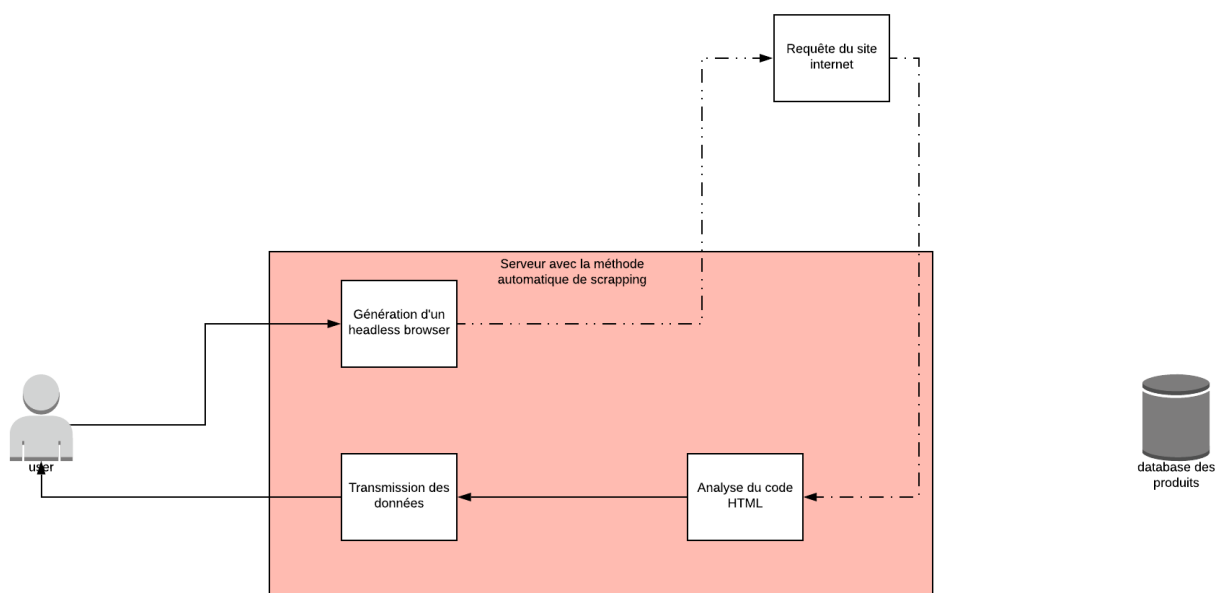 Requête du site
internet
Serveur avec la méthode
automatique de scrapping
Génération d'un
headless browser
user
Transmission des
données
Analyse du code
HTML
database des
produits